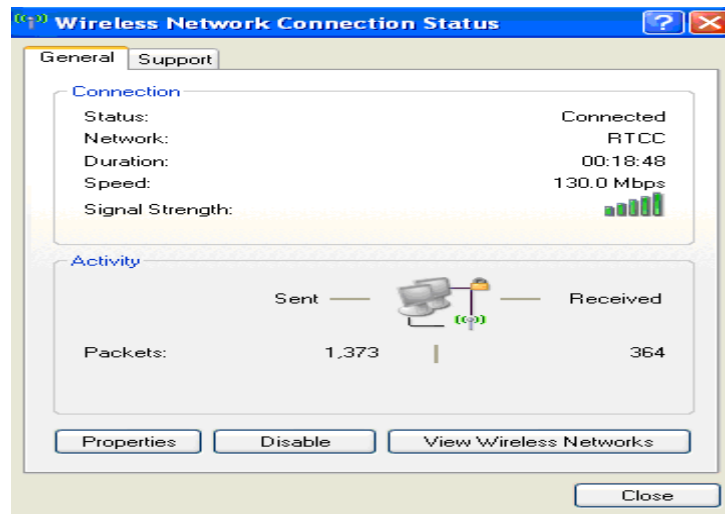 Wireless Network Connection Status
General Support
Connection
Status: Connected
Network: RTCC
Duration: 00:18:48
Speed: 130.0 Mbps
Signal Strength:
Activity
Sent Received
Packets: 1,373 364
Properties Disable View Wireless Networks
Close